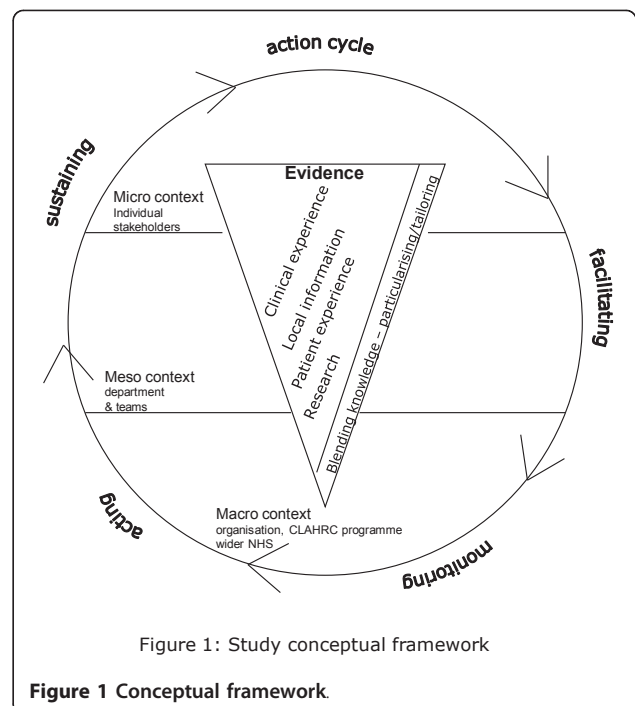 action cycle
sustaining
facilitating
monitoring
acting
Evidence
Clinical experience
Local information
Patient experience
Research
Blending knowledge – particularising/tailoring
Micro context
Individual
stakeholders
Meso context
department
& teams
Macro context
organisation, CLAHRC programme
wider NHS
Figure 1: Study conceptual framework
Figure 1 Conceptual framework.